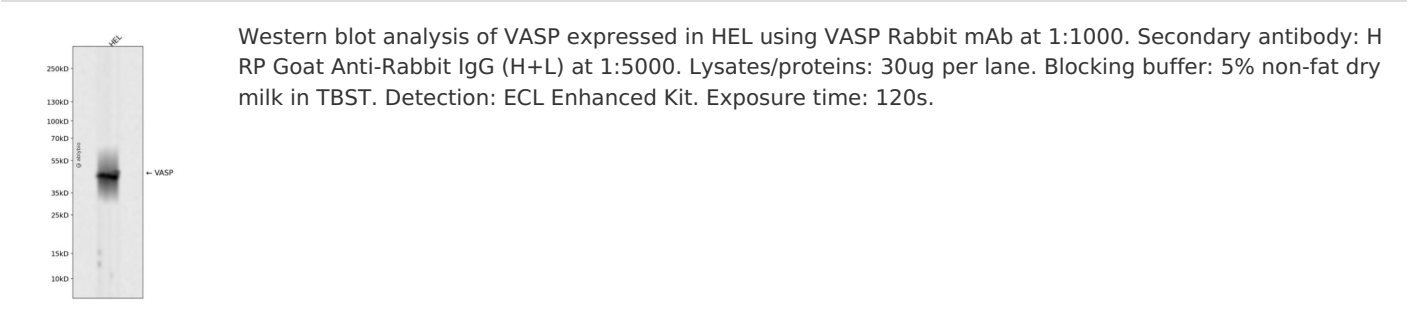 HEL
250kD
130kD
100kD
70kD
55kD
35kD
25kD
15kD
10kD
← VASP
Western blot analysis of VASP expressed in HEL using VASP Rabbit mAb at 1:1000. Secondary antibody: H
RP Goat Anti-Rabbit IgG (H+L) at 1:5000. Lysates/proteins: 30ug per lane. Blocking buffer: 5% non-fat dry
milk in TBST. Detection: ECL Enhanced Kit. Exposure time: 120s.